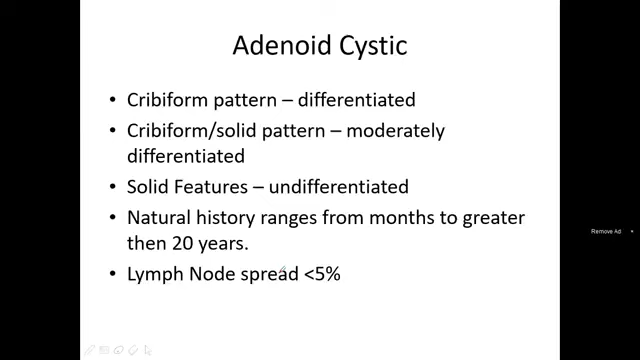 Adenoid Cystic
• Cribiform pattern – differentiated
• Cribiform/solid pattern – moderately
differentiated
• Solid Features – undifferentiated
• Natural history ranges from months to greater
then 20 years.
• Lymph Node spread <5%
Remove Ad